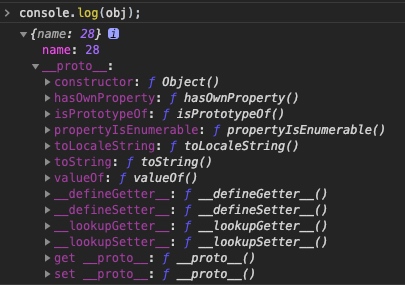 > console.log(obj);
▼{name: 28} i
name: 28
▼__proto__:
▶constructor: ƒ Object()
▶hasOwnProperty: ƒ hasOwnProperty()
▶isPrototypeOf: ƒ isPrototypeOf()
▶propertyIsEnumerable: ƒ propertyIsEnumerable()
▶toLocaleString: ƒ toLocaleString()
▶toString: ƒ toString()
▶valueOf: ƒ valueOf()
▶__defineGetter__: ƒ __defineGetter__()
▶__defineSetter__: ƒ __defineSetter__()
▶__lookupGetter__: ƒ __lookupGetter__()
▶__lookupSetter__: ƒ __lookupSetter__()
▶get __proto__: ƒ __proto__()
▶set __proto__: ƒ __proto__()